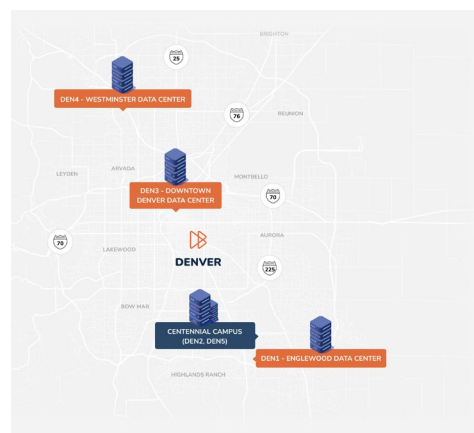 BRIGHTON
25
DEN4 - WESTMINSTER DATA CENTER
76
REUNION
ARVADA
LEYDEN
MONTBELLO
DEN3 - DOWNTOWN
DENVER DATA CENTER
70
AURORA
70
LAKEWOOD
DENVER
225
BOW MAR
CENTENNIAL CAMPUS
(DEN2, DEN5)
DEN1 - ENGLEWOOD DATA CENTER
HIGHLANDS RANCH